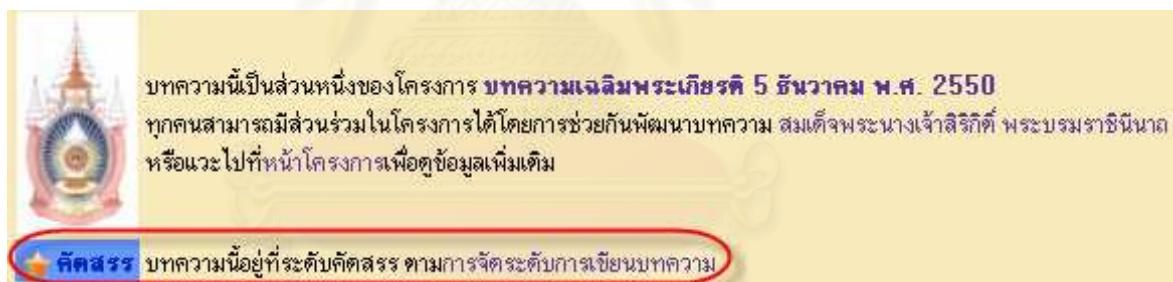 บทความนี้เป็นส่วนหนึ่งของโครงการ บทความเฉลิมพระเกียรติ 5 ธันวาคม พ.ศ. 2550
ทุกคนสามารถมีส่วนร่วมในโครงการได้โดยการช่วยกันพัฒนาบทความ สมเด็จพระนางเจ้าสิริกิติ์ พระบรมราชินีนาถ
หรือแวะไปที่หน้าโครงการเพื่อดูข้อมูลเพิ่มเติม
คัดสรร บทความนี้อยู่ที่ระดับคัดสรร ตามการจัดระดับการเขียนบทความ